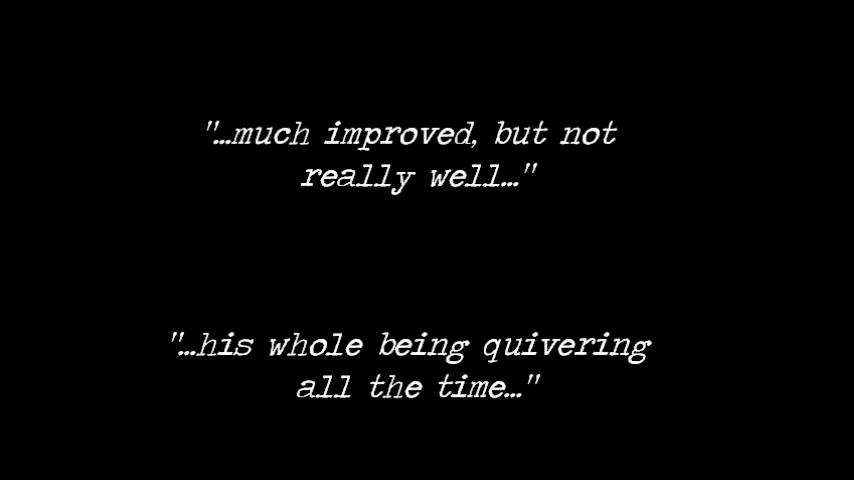 "...much improved, but not
really well..."
"...his whole being quivering
all the time..."